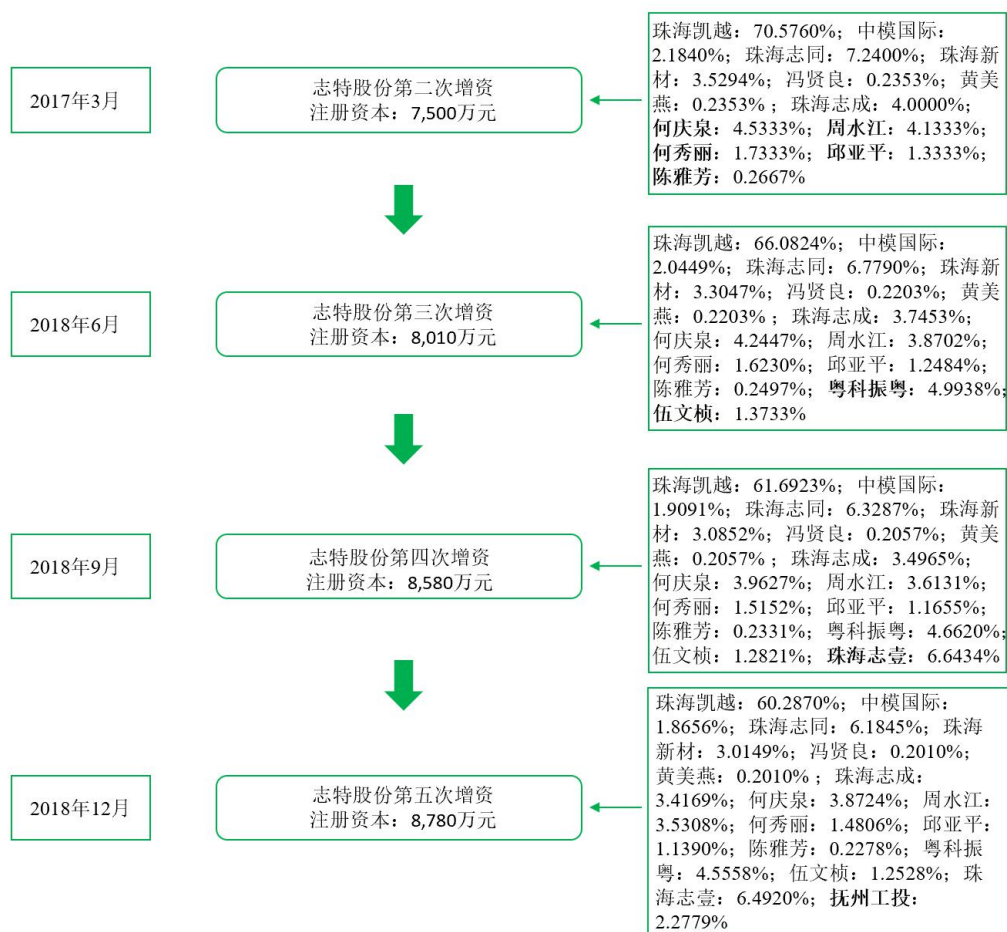 2017年3月
志特股份第二次增资
注册资本：7,500万元
珠海凯越：70.5760%；中模国际：
2.1840%；珠海志同：7.2400%；珠海新
材：3.5294%；冯贤良：0.2353%；黄美
燕：0.2353%；珠海志成：4.0000%；
何庆泉：4.5333%；周水江：4.1333%；
何秀丽：1.7333%；邱亚平：1.3333%；
陈雅芳：0.2667%
2018年6月
志特股份第三次增资
注册资本：8,010万元
珠海凯越：66.0824%；中模国际：
2.0449%；珠海志同：6.7790%；珠海新
材：3.3047%；冯贤良：0.2203%；黄美
燕：0.2203%；珠海志成：3.7453%；
何庆泉：4.2447%；周水江：3.8702%；
何秀丽：1.6230%；邱亚平：1.2484%；
陈雅芳：0.2497%；粤科振粤：4.9938%；
伍文桢：1.3733%
2018年9月
志特股份第四次增资
注册资本：8,580万元
珠海凯越：61.6923%；中模国际：
1.9091%；珠海志同：6.3287%；珠海新
材：3.0852%；冯贤良：0.2057%；黄美
燕：0.2057%；珠海志成：3.4965%；
何庆泉：3.9627%；周水江：3.6131%；
何秀丽：1.5152%；邱亚平：1.1655%；
陈雅芳：0.2331%；粤科振粤：4.6620%；
伍文桢：1.2821%；珠海志壹：6.6434%
2018年12月
志特股份第五次增资
注册资本：8,780万元
珠海凯越：60.2870%；中模国际：
1.8656%；珠海志同：6.1845%；珠海
新材：3.0149%；冯贤良：0.2010%；
黄美燕：0.2010%；珠海志成：
3.4169%；何庆泉：3.8724%；周水江：
3.5308%；何秀丽：1.4806%；邱亚平：
1.1390%；陈雅芳：0.2278%；粤科振
粤：4.5558%；伍文桢：1.2528%；珠
海志壹：6.4920%；抚州工投：
2.2779%